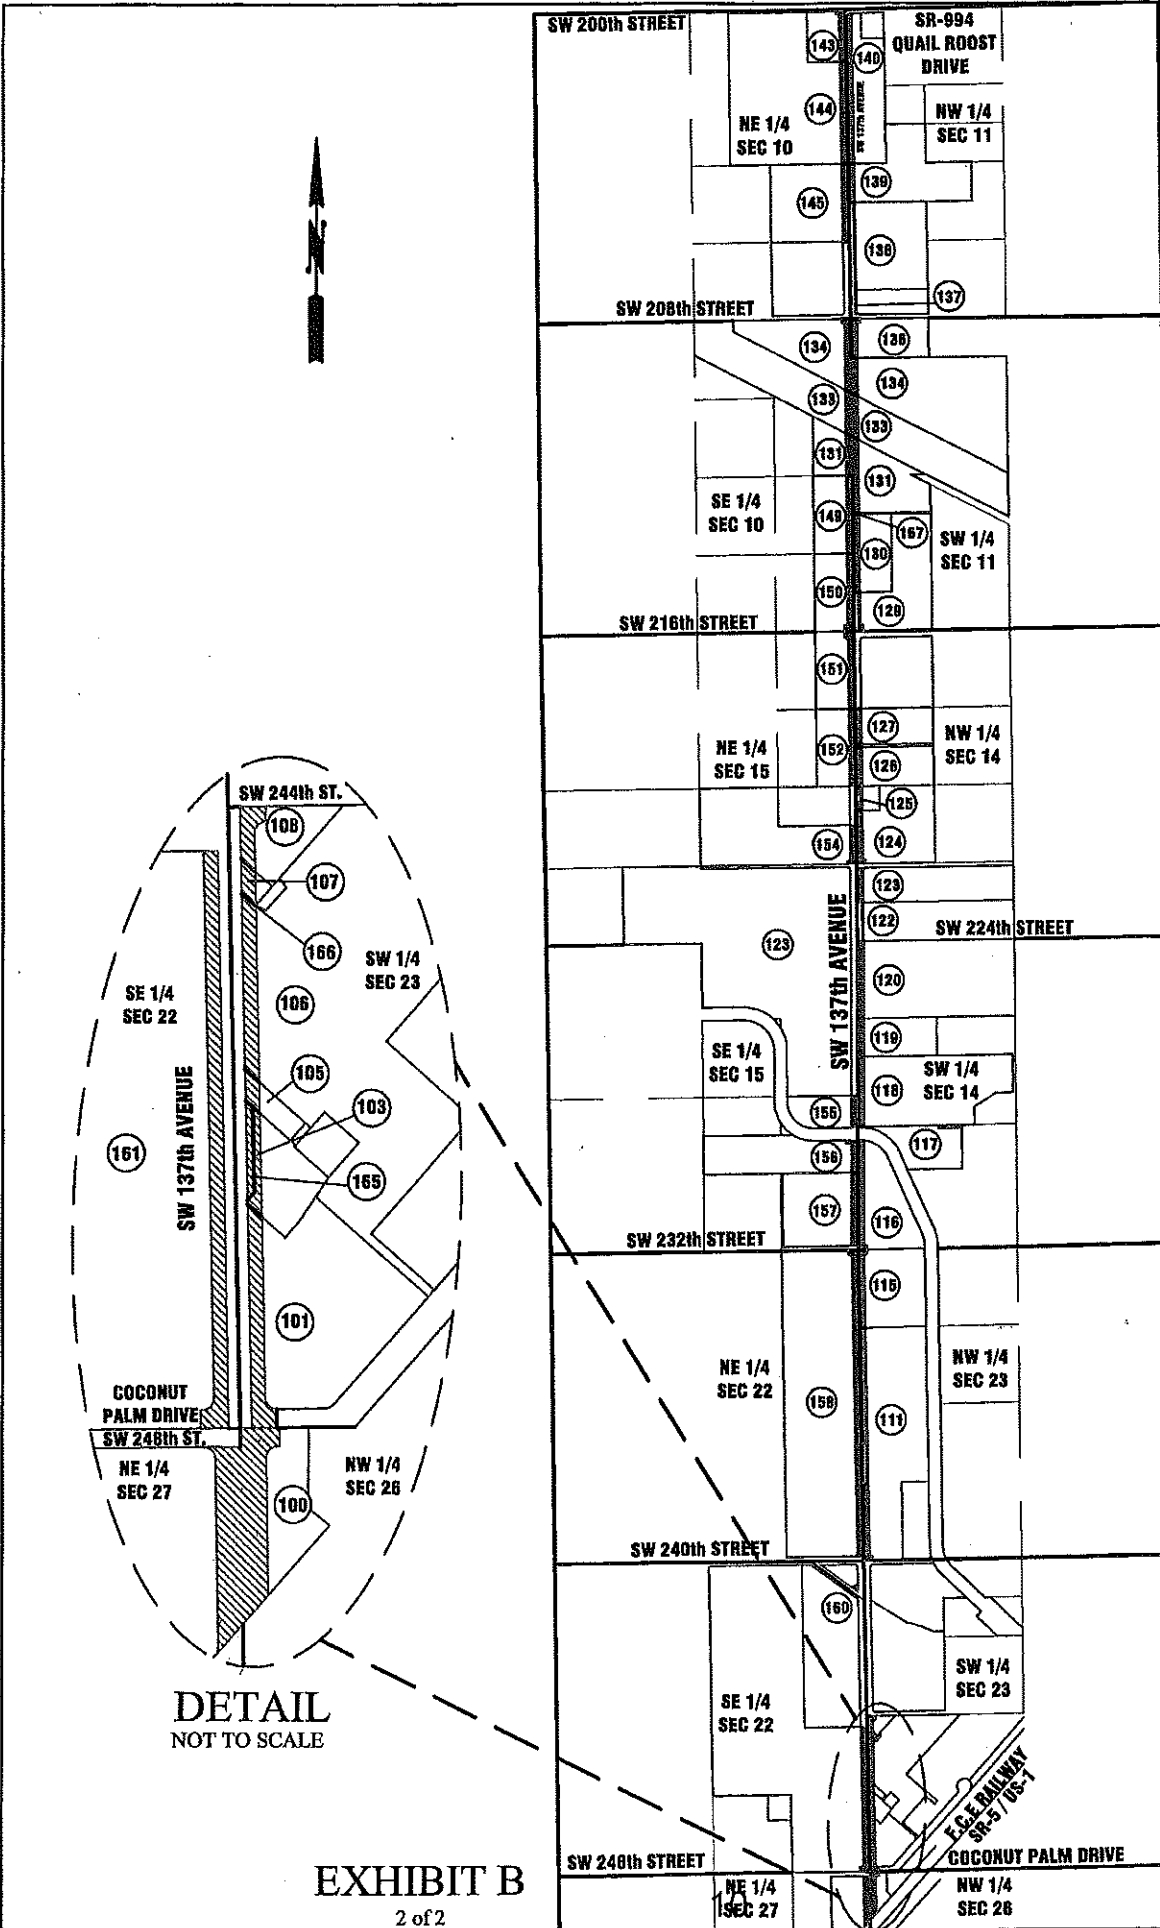 SW 200th STREET
SR-994
QUAIL ROOST
DRIVE
143
140
SW 137th AVENUE
144
NE 1/4
SEC 10
NW 1/4
SEC 11
139
145
138
137
SW 208th STREET
N
134
136
134
133
133
131
131
SE 1/4
SEC 10
149
167
130
SW 1/4
SEC 11
150
129
SW 216th STREET
151
127
NW 1/4
SEC 14
NE 1/4
SEC 15
152
126
125
154
124
123
122
SW 224th STREET
123
SW 137th AVENUE
120
119
SE 1/4
SEC 15
SW 1/4
SEC 14
118
155
117
156
157
116
SW 232th STREET
115
NE 1/4
SEC 22
NW 1/4
SEC 23
158
111
SW 240th STREET
160
SW 1/4
SEC 23
SE 1/4
SEC 22
F.C.E RAILWAY
SR-5 / US-1
SW 248th STREET
COCONUT PALM DRIVE
NE 1/4
SEC 27
NW 1/4
SEC 26
SW 244th ST.
108
107
166
SW 1/4
SEC 23
SE 1/4
SEC 22
106
105
103
161
SW 137th AVENUE
165
101
COCONUT
PALM DRIVE
SW 248th ST.
NE 1/4
SEC 27
NW 1/4
SEC 26
100
DETAIL
NOT TO SCALE
EXHIBIT B
2 of 2